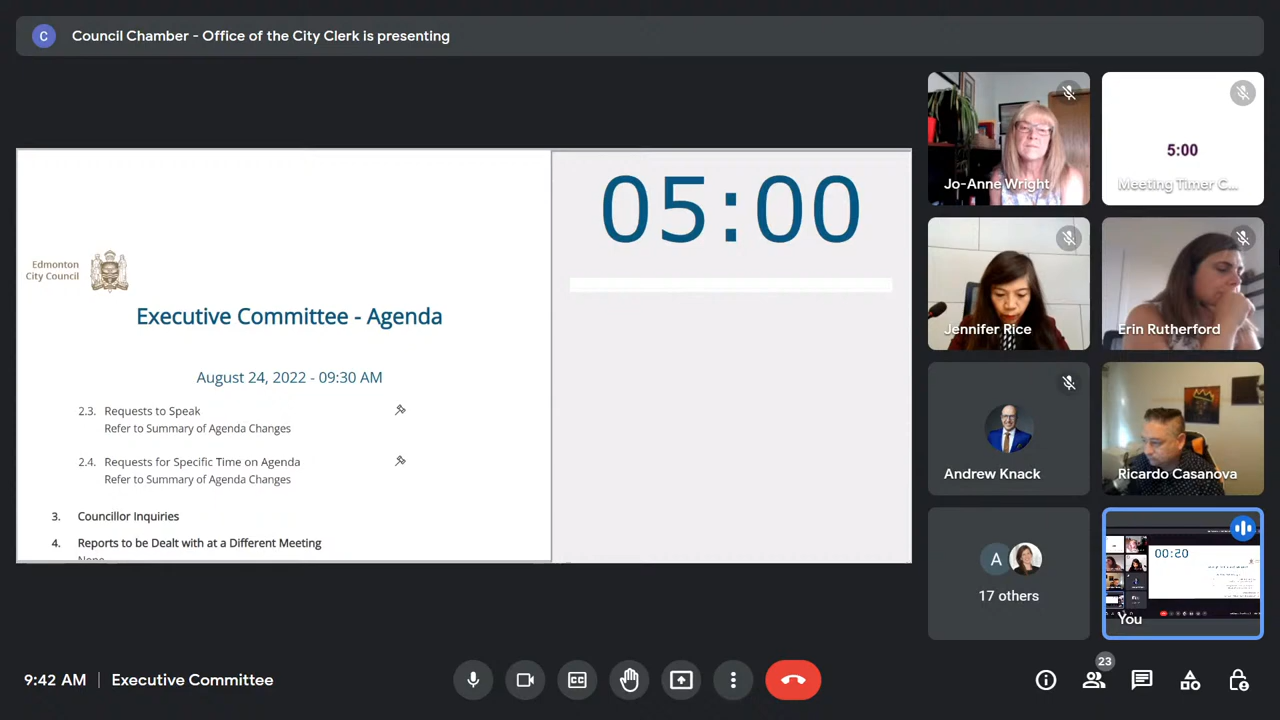 C
Council Chamber - Office of the City Clerk is presenting
Edmonton
City Council
Executive Committee - Agenda
August 24, 2022 - 09:30 AM
2.3. Requests to Speak
Refer to Summary of Agenda Changes
2.4. Requests for Specific Time on Agenda
Refer to Summary of Agenda Changes
3. Councillor Inquiries
4. Reports to be Dealt with at a Different Meeting
None
05:00
Jo-Anne Wright
5:00
Meeting Timer C...
Jennifer Rice
Erin Rutherford
Andrew Knack
Ricardo Casanova
A
17 others
00:50
You
9:42 AM
Executive Committee
23